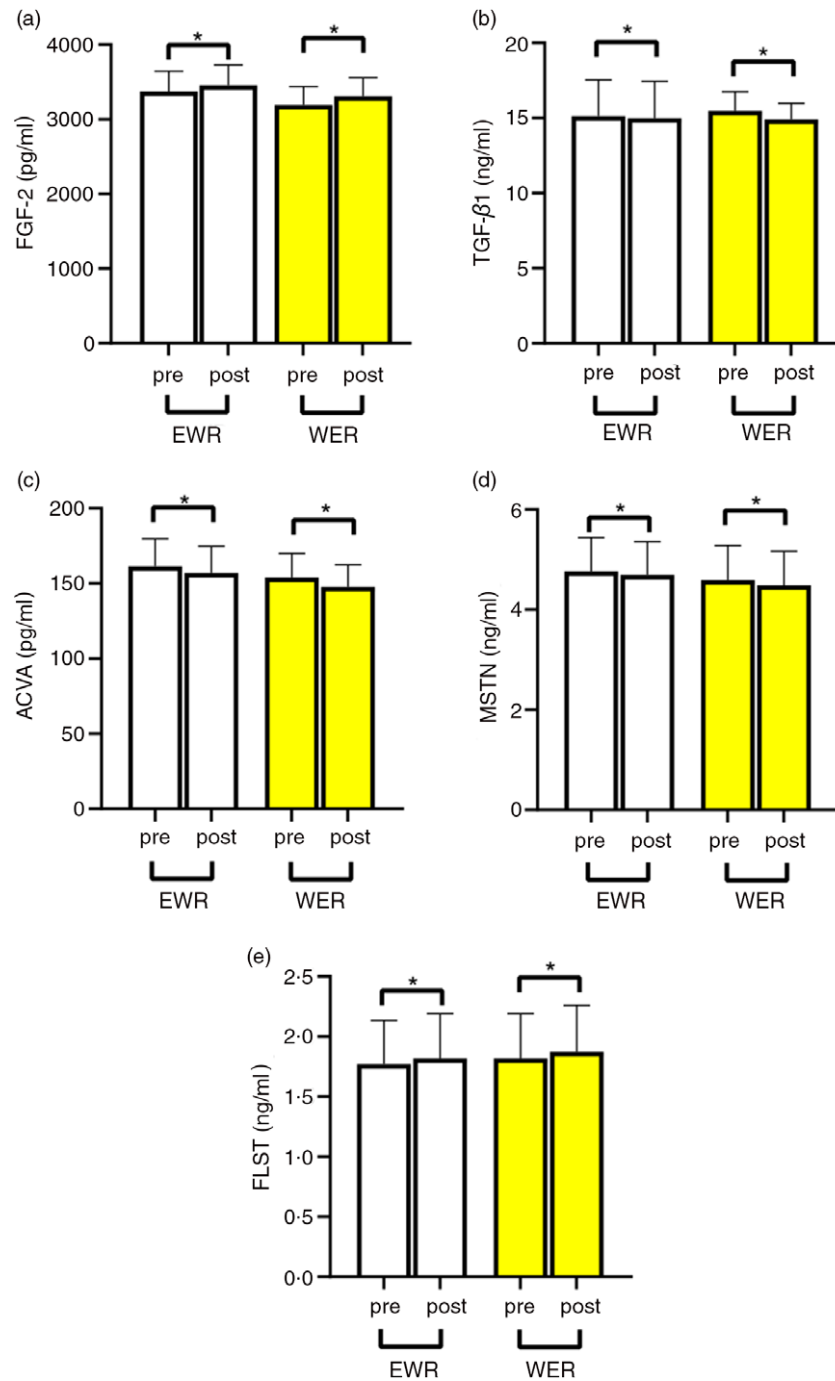 (a)
*
*
FGF-2 (pg/ml)
4000
3000
2000
1000
0
pre post pre post
EWR WER
(b)
*
*
TGF-β1 (ng/ml)
20
15
10
5
0
pre post pre post
EWR WER
(c)
*
*
ACVA (pg/ml)
200
150
100
50
0
pre post pre post
EWR WER
(d)
*
*
MSTN (ng/ml)
6
4
2
0
pre post pre post
EWR WER
(e)
*
*
FLST (ng/ml)
2·5
2·0
1·5
1·0
0·5
0·0
pre post pre post
EWR WER